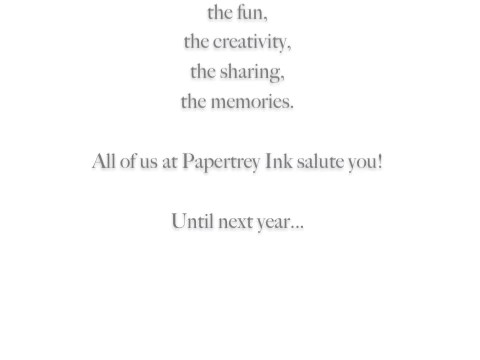 the fun,
the creativity,
the sharing,
the memories.
All of us at Papertrey Ink salute you!
Until next year...